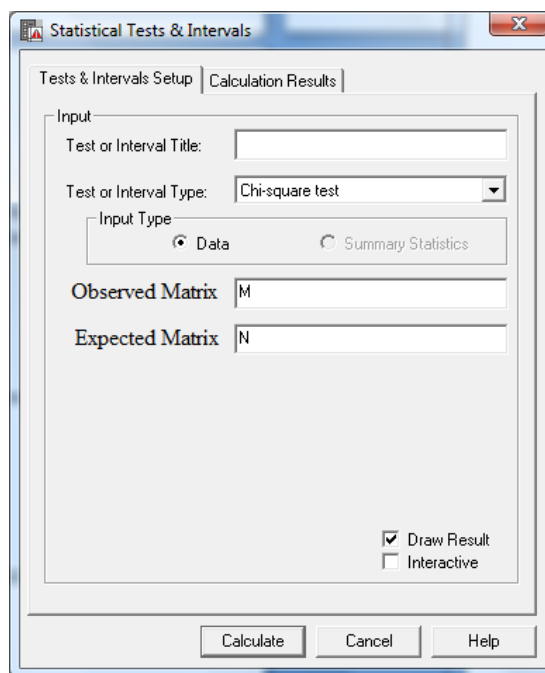 Statistical Tests & Intervals
Tests & Intervals Setup Calculation Results
Input
Test or Interval Title:
Test or Interval Type: Chi-square test
Input Type
Data Summary Statistics
Observed Matrix M
Expected Matrix N
Draw Result
Interactive
Calculate Cancel Help